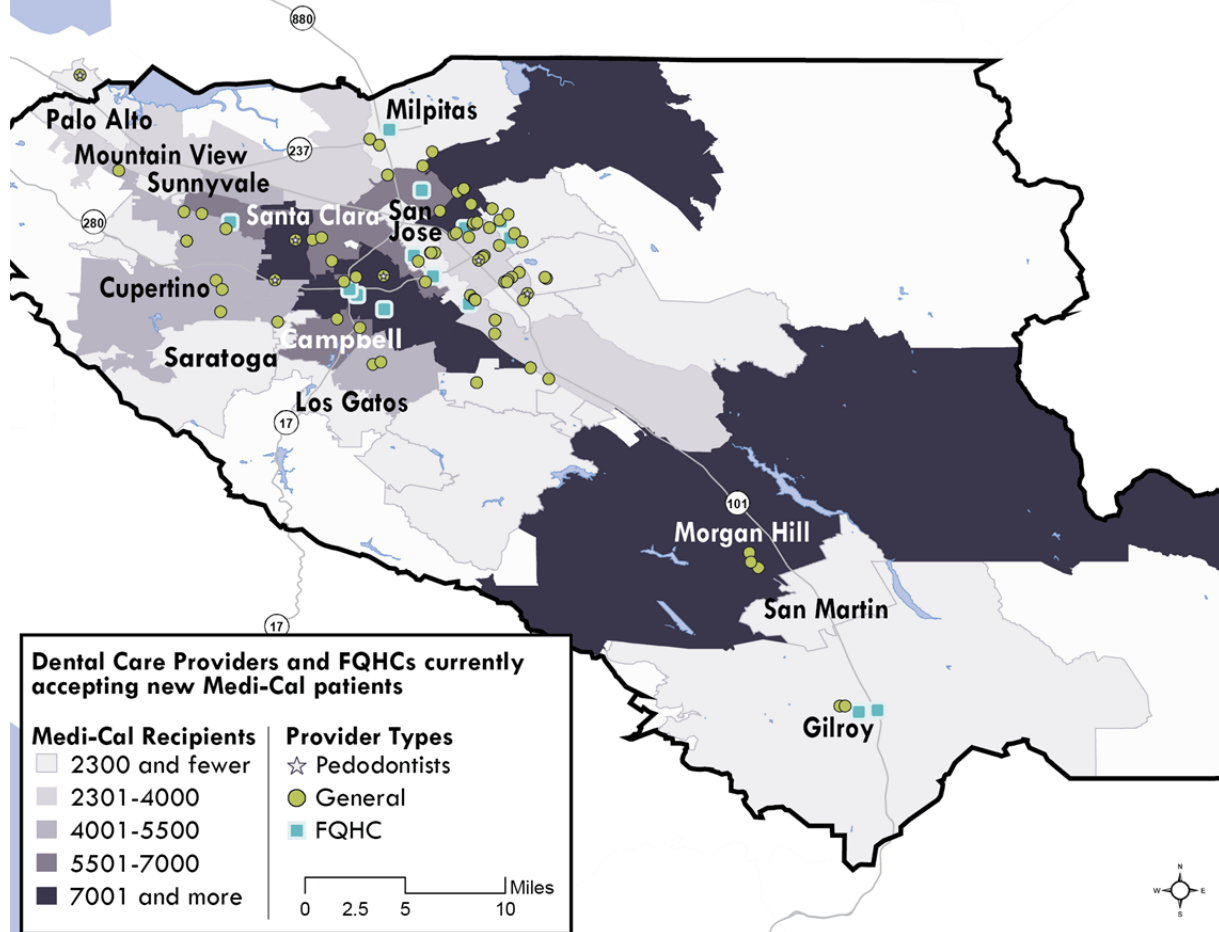 880
Palo Alto
Milpitas
237
Mountain View
Sunnyvale
280
Santa Clara
San
Jose
Cupertino
Campbell
Saratoga
Los Gatos
17
101
Morgan Hill
San Martin
17
Gilroy
Dental Care Providers and FQHCs currently
accepting new Medi-Cal patients
Medi-Cal Recipients
2300 and fewer
2301-4000
4001-5500
5501-7000
7001 and more
Provider Types
Pedodontists
General
FQHC
Miles
0 2.5 5 10
N
W E
S